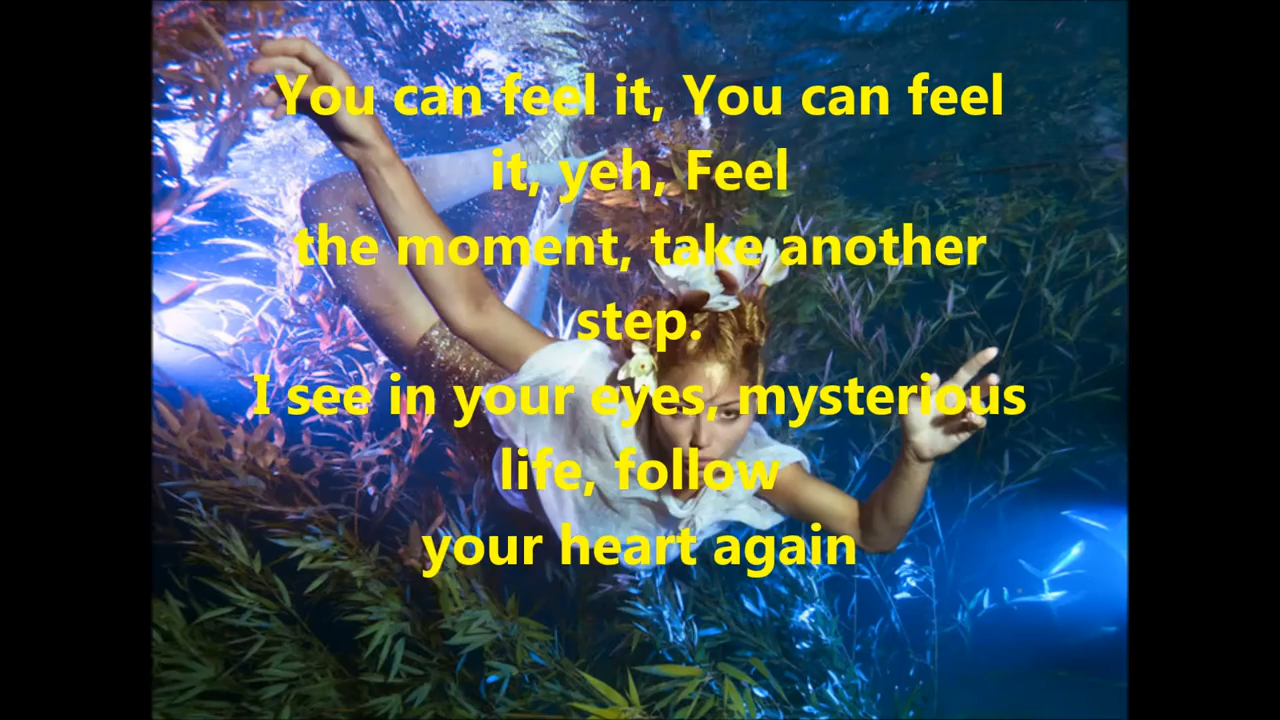 You can feel it, You can feel
it, yeh, Feel
the moment, take another
step.
I see in your eyes, mysterious
life, follow
your heart again